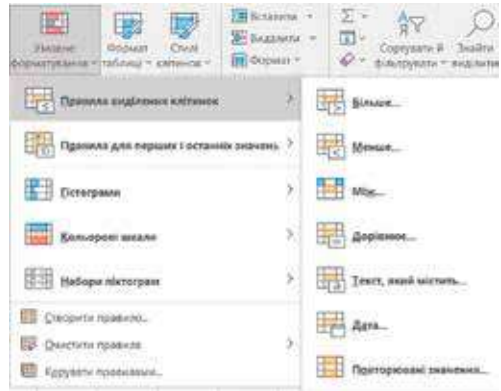 Умовне форматування
Формат таблиці
Стилі клітинок
Вставити
Видалити
Формат
Сортувати й фільтрувати
Знайти й виділити
Правила виділення клітинок
Правила для перших і останніх значень
Гістограми
Кольорові шкали
Набори піктограм
Створити правило...
Очистити правила
Керувати правилами...
Більше...
Менше...
Між...
Дорівнює...
Текст, який містить...
Дата...
Повторювані значення...